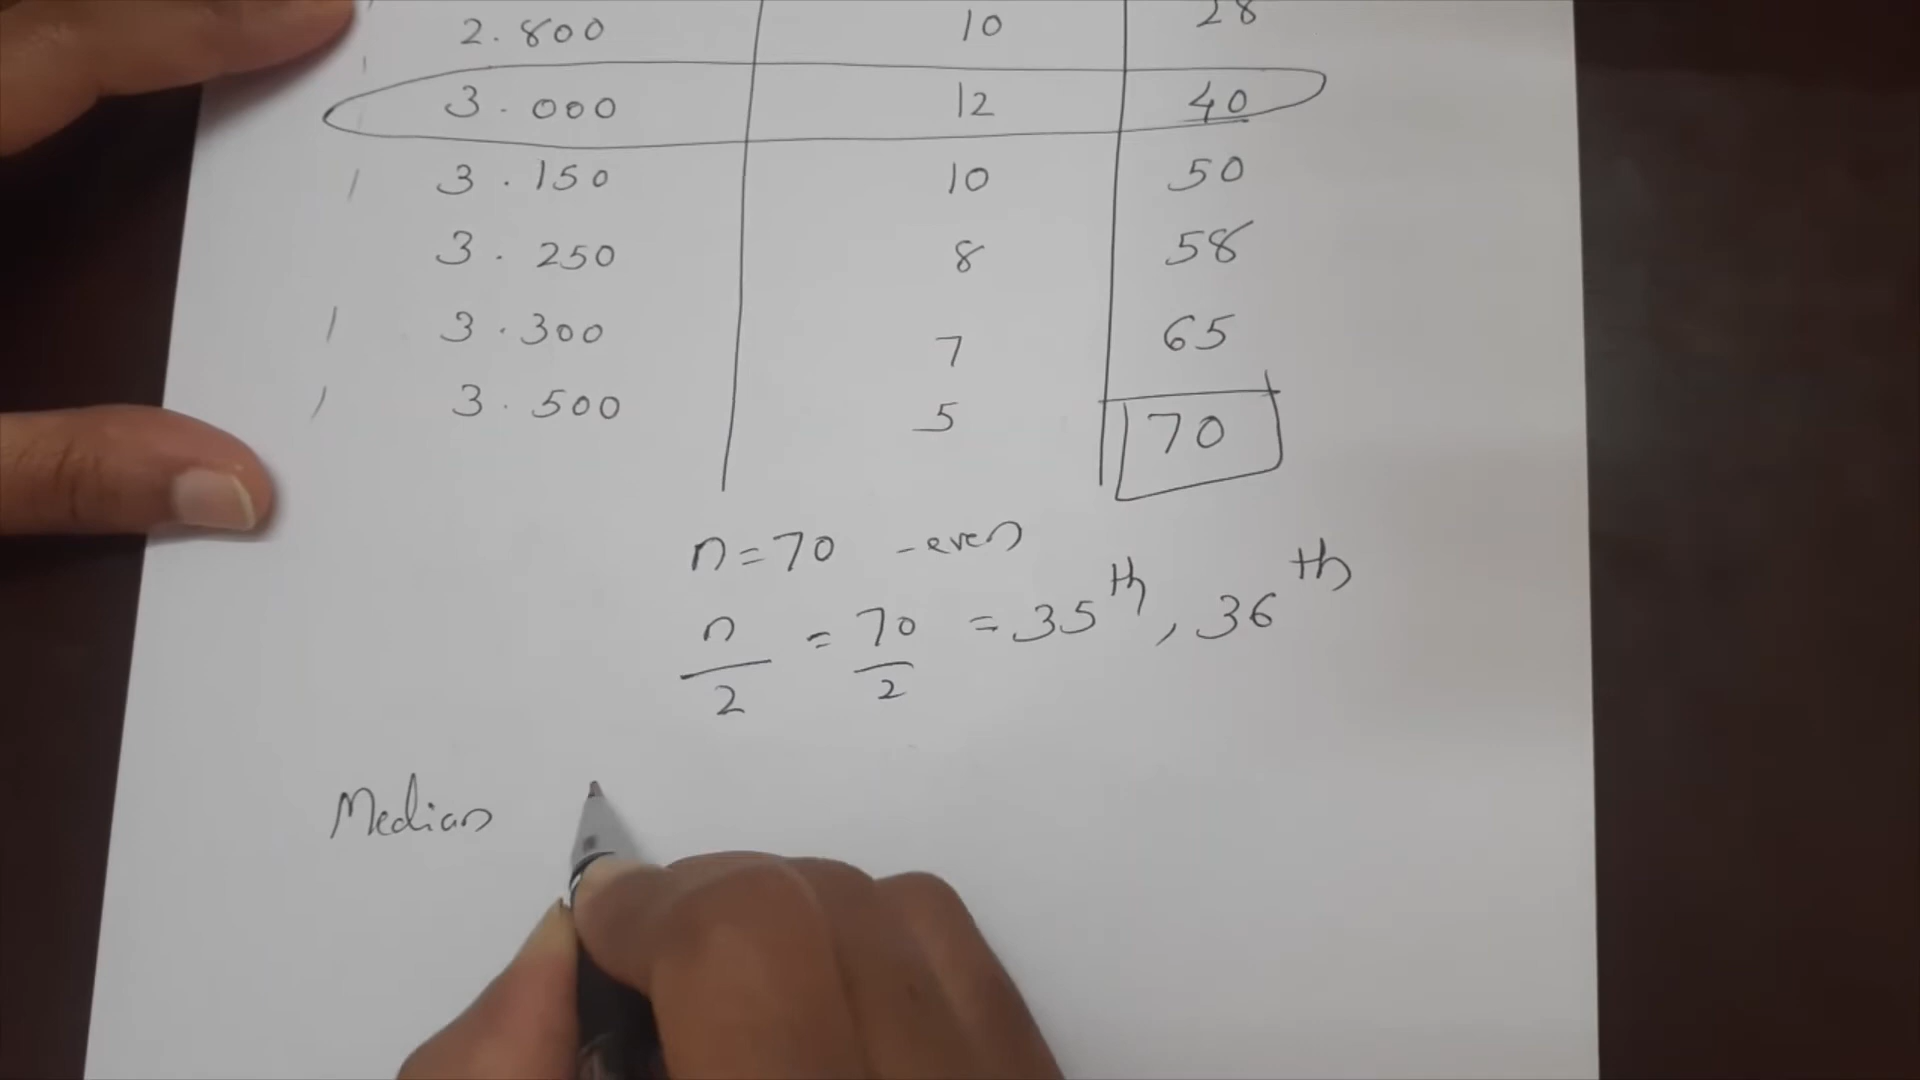 2.800 10 28
3.000 12 40
3.150 10 50
3.250 8 58
3.300 7 65
3.500 5 70
n=70 -even
n/2 = 70/2 = 35th, 36th
Median